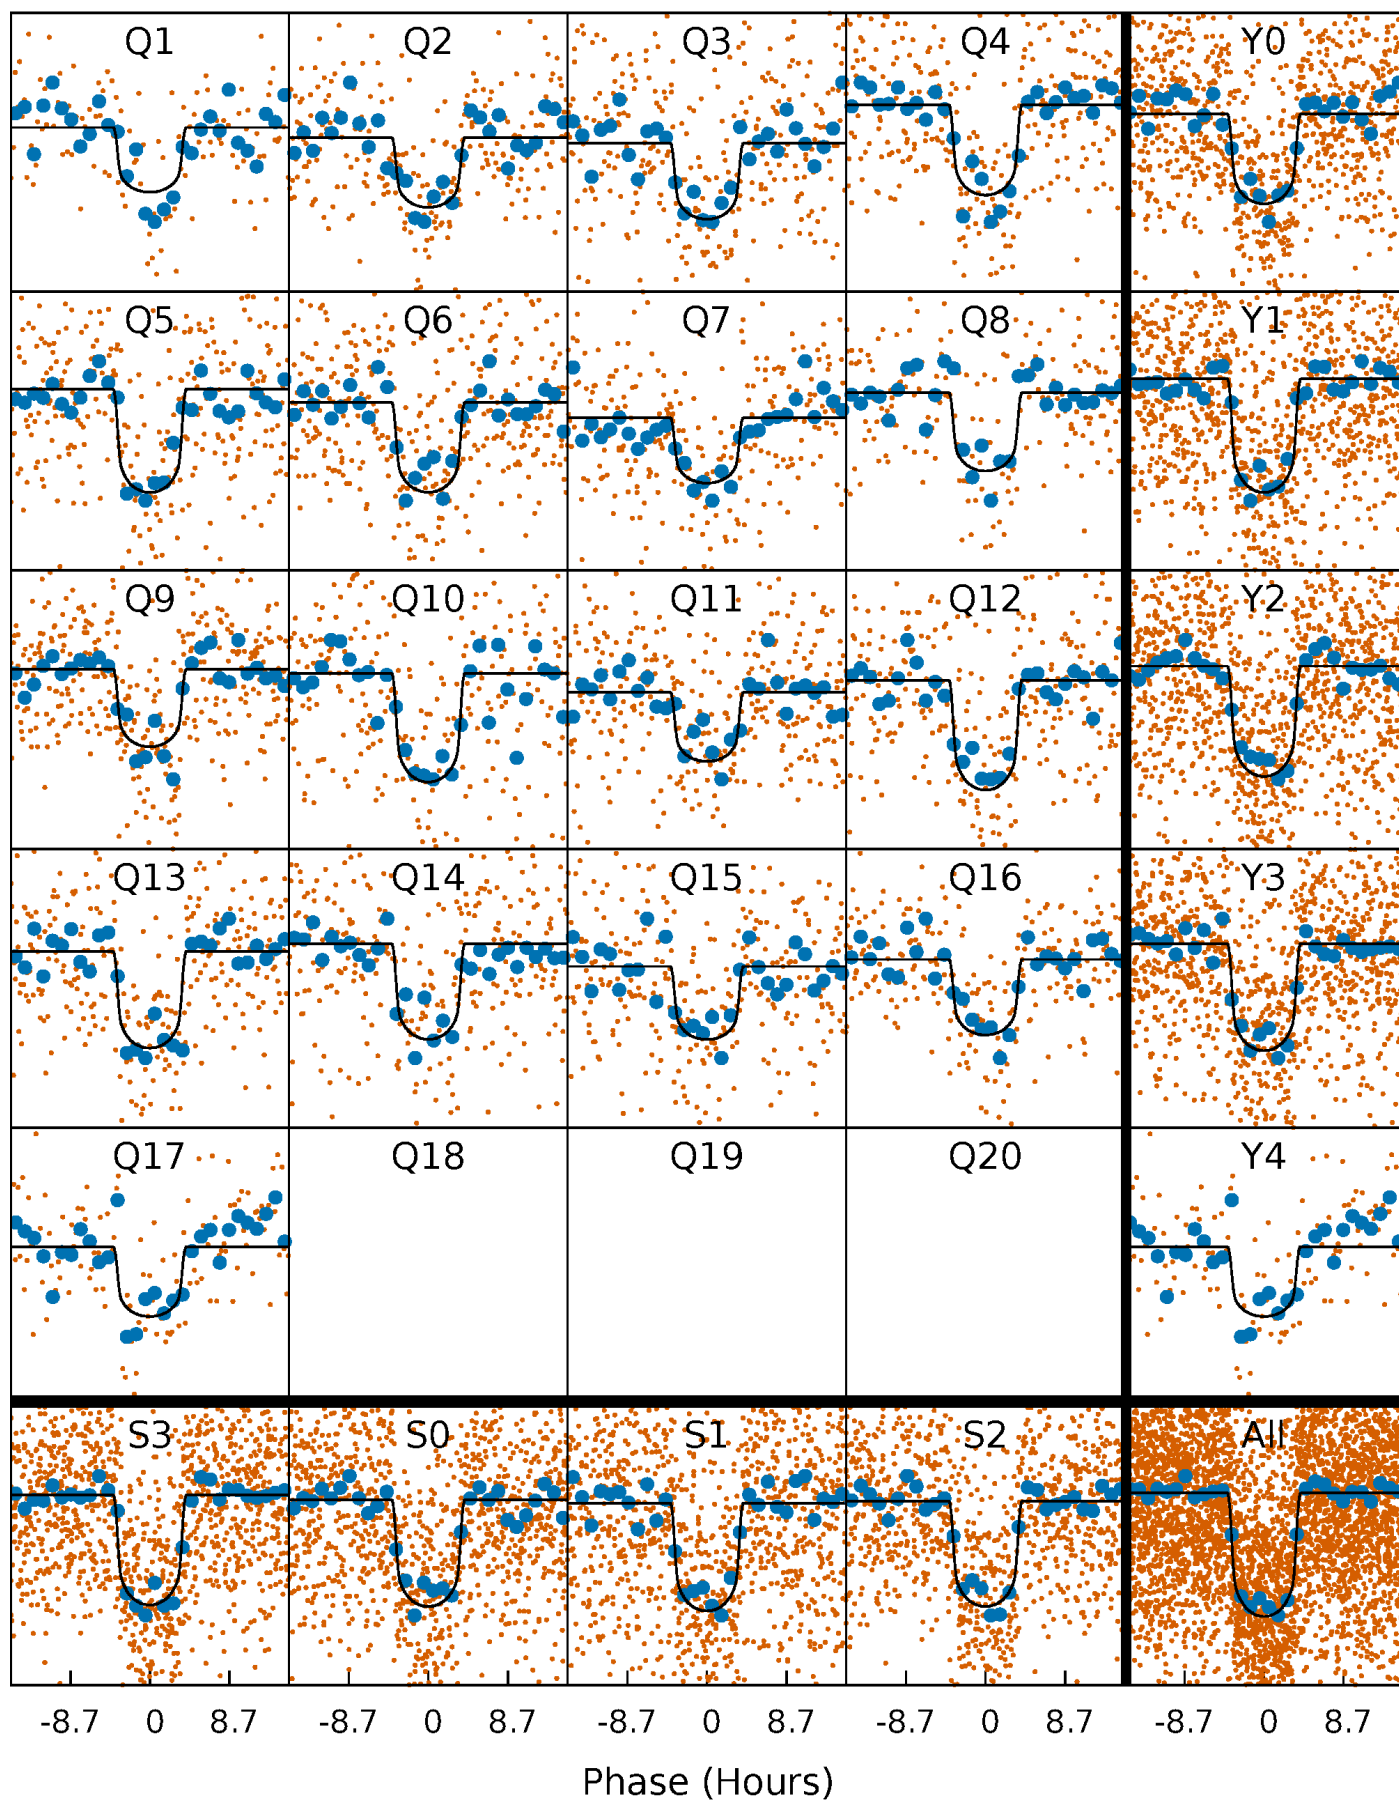 Q1 Q2 Q3 Q4 Y0
Q5 Q6 Q7 Q8 Y1
Q9 Q10 Q11 Q12 Y2
Q13 Q14 Q15 Q16 Y3
Q17 Q18 Q19 Q20 Y4
S3 S0 S1 S2 All
-8.7 0 8.7 -8.7 0 8.7 -8.7 0 8.7 -8.7 0 8.7 -8.7 0 8.7
Phase (Hours)